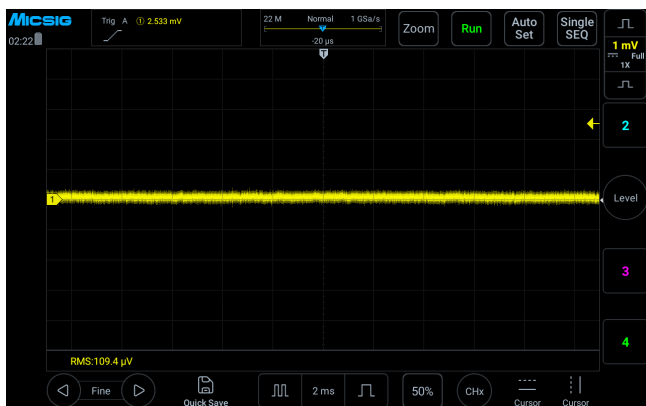 MICSIG
02:22
Trig A ① 2.533 mV
22 M Normal 1 GSa/s
-20 µs
T
Zoom
Run
Auto
Set
Single
SEQ
1 mV
Full
1X
2
1
Level
3
4
RMS:109.4 µV
Fine
Quick Save
2 ms
50%
CHx
Cursor
Cursor